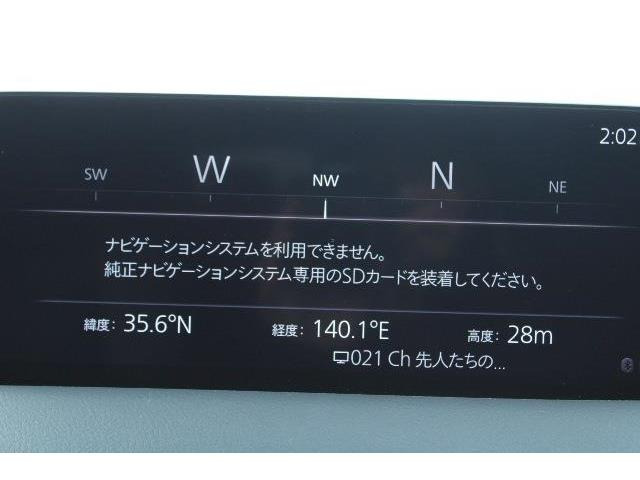 2:02
SW W NW N NE
ナビゲーションシステムを利用できません。
純正ナビゲーションシステム専用のSDカードを装着してください。
緯度: 35.6°N 経度: 140.1°E 高度: 28m
021 Ch 先人たちの...